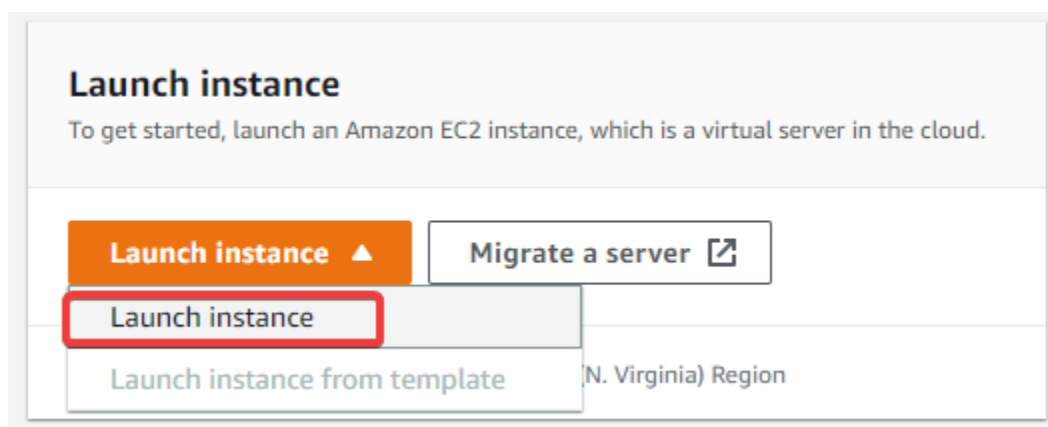 Launch instance
To get started, launch an Amazon EC2 instance, which is a virtual server in the cloud.
Launch instance
Migrate a server
Launch instance
Launch instance from template
(N. Virginia) Region